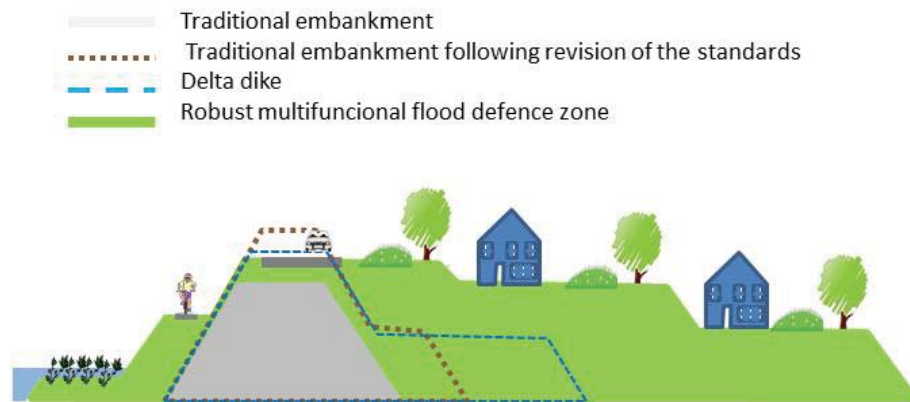 Traditional embankment
Traditional embankment following revision of the standards
Delta dike
Robust multifuncional flood defence zone